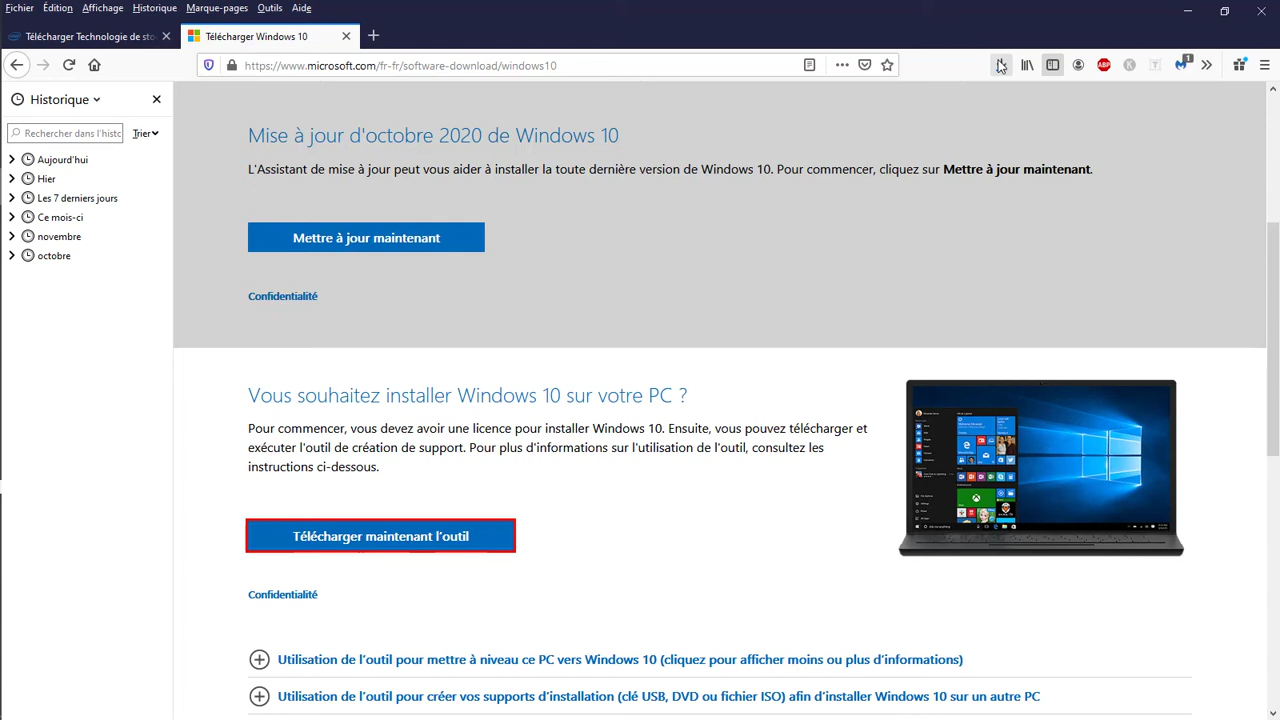 Fichier Édition Affichage Historique Marque-pages Outils Aide
Télécharger Technologie de sto
Télécharger Windows 10
https://www.microsoft.com/fr-fr/software-download/windows10
ABP
K
T
1
Historique
Rechercher dans l'histo
Trier
Aujourd'hui
Hier
Les 7 derniers jours
Ce mois-ci
novembre
octobre
Mise à jour d'octobre 2020 de Windows 10
L'Assistant de mise à jour peut vous aider à installer la toute dernière version de Windows 10. Pour commencer, cliquez sur Mettre à jour maintenant.
Mettre à jour maintenant
Confidentialité
Vous souhaitez installer Windows 10 sur votre PC ?
Pour commencer, vous devez avoir une licence pour installer Windows 10. Ensuite, vous pouvez télécharger et
exécuter l'outil de création de support. Pour plus d'informations sur l'utilisation de l'outil, consultez les
instructions ci-dessous.
Télécharger maintenant l'outil
Confidentialité
Utilisation de l'outil pour mettre à niveau ce PC vers Windows 10 (cliquez pour afficher moins ou plus d'informations)
Utilisation de l'outil pour créer vos supports d'installation (clé USB, DVD ou fichier ISO) afin d'installer Windows 10 sur un autre PC